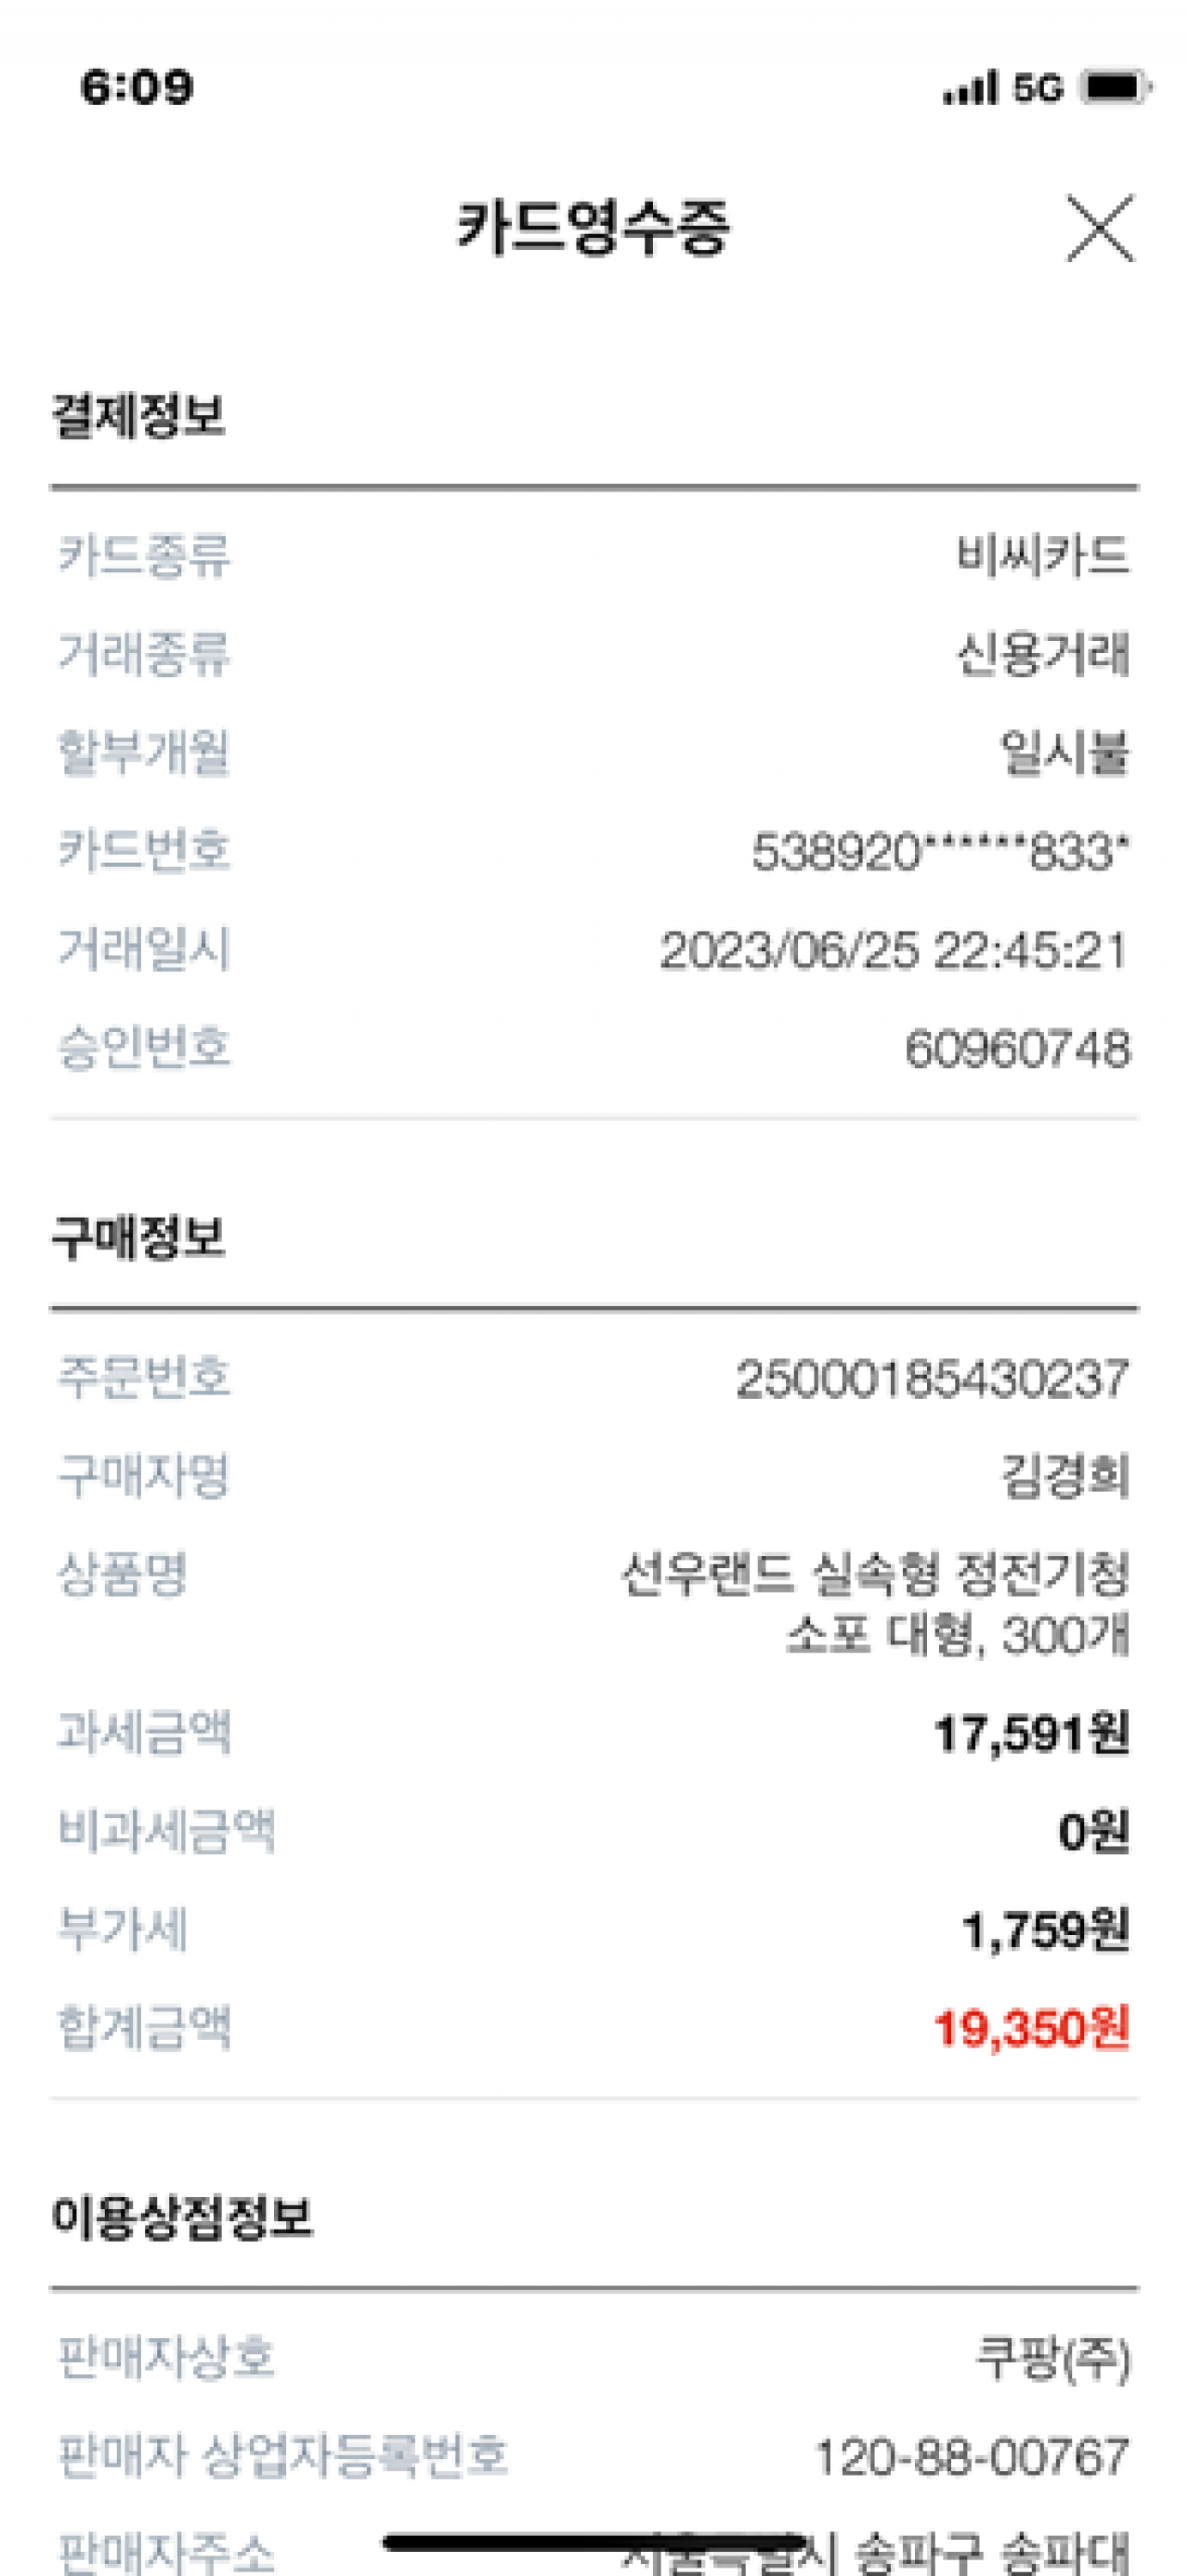 6:09 5G
카드영수증
결제정보
카드종류 비씨카드
거래종류 신용거래
할부개월 일시불
카드번호 538920******833*
거래일시 2023/06/25 22:45:21
승인번호 60960748
구매정보
주문번호 25000185430237
구매자명 김경희
상품명 선우랜드 실속형 정전기청
소포 대형, 300개
과세금액 17,591원
비과세금액 0원
부가세 1,759원
합계금액 19,350원
이용상점정보
판매자상호 쿠팡(주)
판매자 상업자등록번호 120-88-00767
판매자주소 서울특별시 송파구 송파대